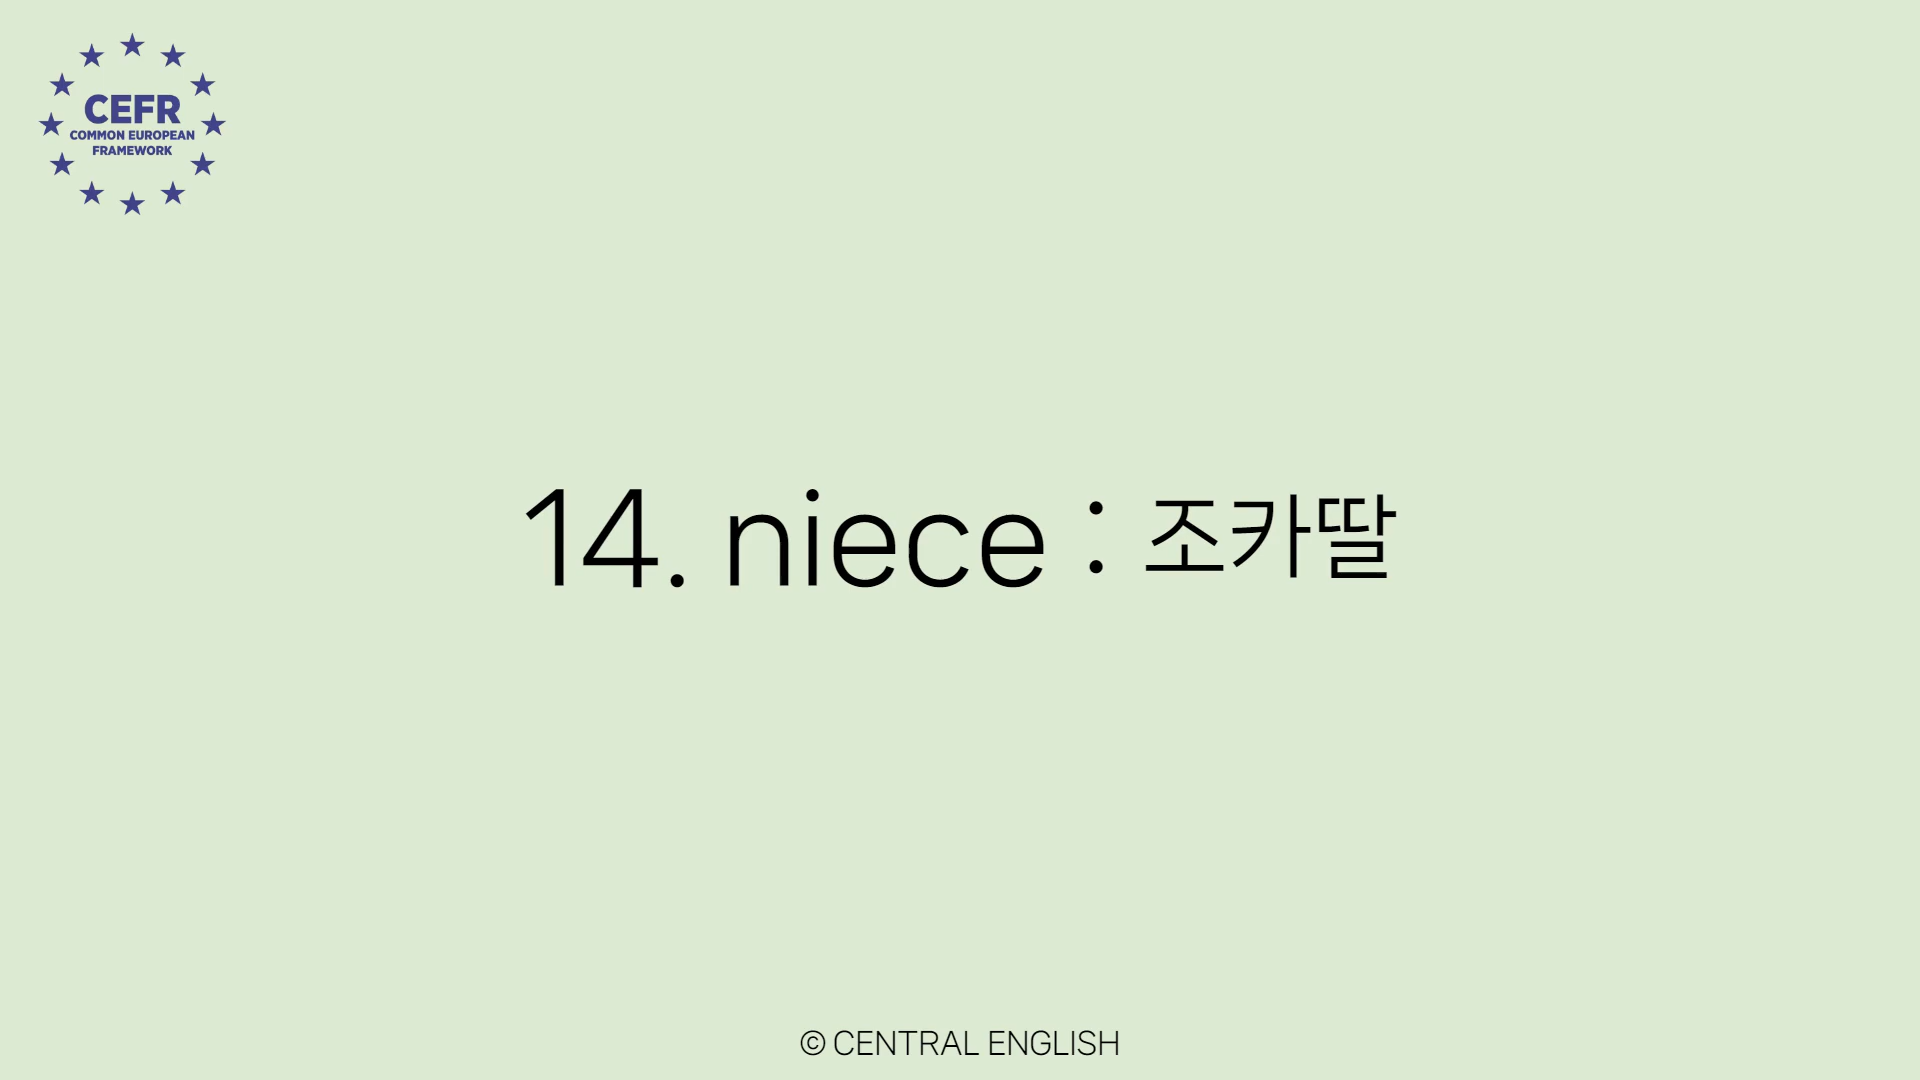 CEFR
COMMON EUROPEAN
FRAMEWORK
14. niece : 조카딸
© CENTRAL ENGLISH